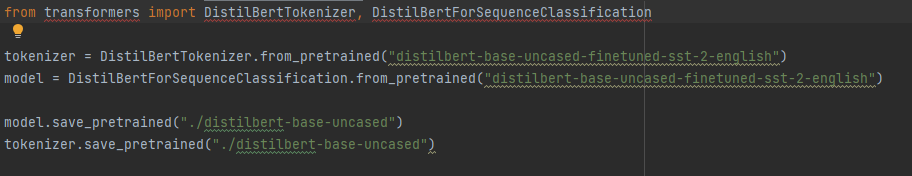 from transformers import DistilBertTokenizer, DistilBertForSequenceClassification
tokenizer = DistilBertTokenizer.from_pretrained("distilbert-base-uncased-finetuned-sst-2-english")
model = DistilBertForSequenceClassification.from_pretrained("distilbert-base-uncased-finetuned-sst-2-english")
model.save_pretrained("./distilbert-base-uncased")
tokenizer.save_pretrained("./distilbert-base-uncased")